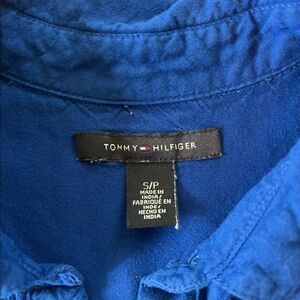 TOMMY HILFIGER
S/P
MADE IN
INDIA/
FABRIQUÉ EN
INDE/
HECHO EN
INDIA